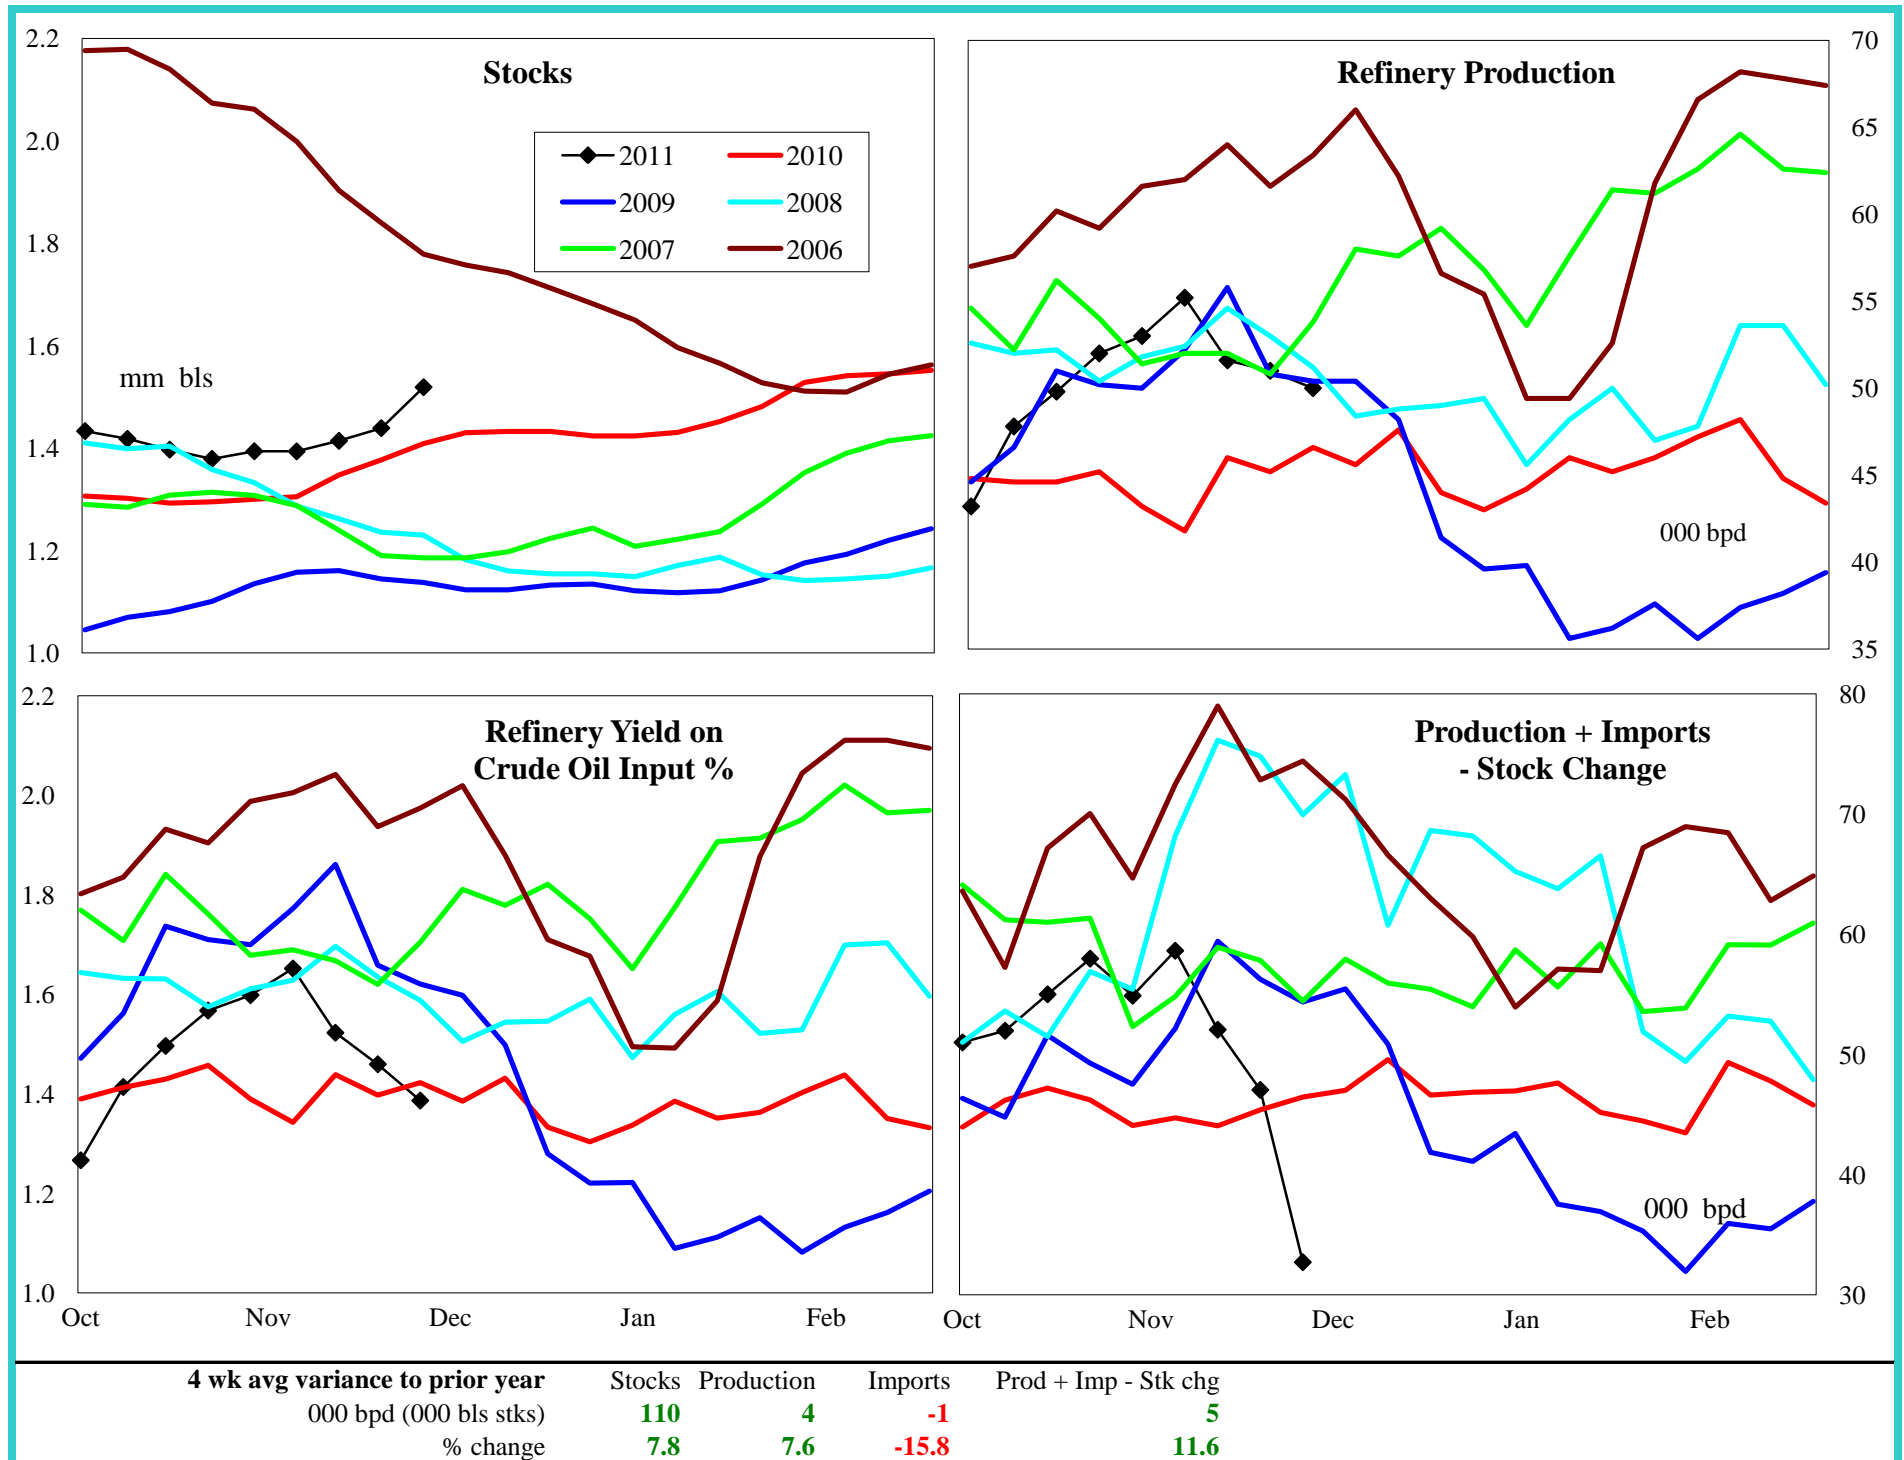 2.2
2.0
1.8
1.6
1.4
1.2
1.0
Stocks
2011 2010
2009 2008
2007 2006
mm bls
Refinery Production
000 bpd
70
65
60
55
50
45
40
35
2.2
2.0
1.8
1.6
1.4
1.2
1.0
Refinery Yield on
Crude Oil Input %
Oct Nov Dec Jan Feb
Production + Imports
- Stock Change
000 bpd
80
70
60
50
40
30
Oct Nov Dec Jan Feb
4 wk avg variance to prior year Stocks Production Imports Prod + Imp - Stk chg
000 bpd (000 bls stks) 110 4 -1 5
% change 7.8 7.6 -15.8 11.6